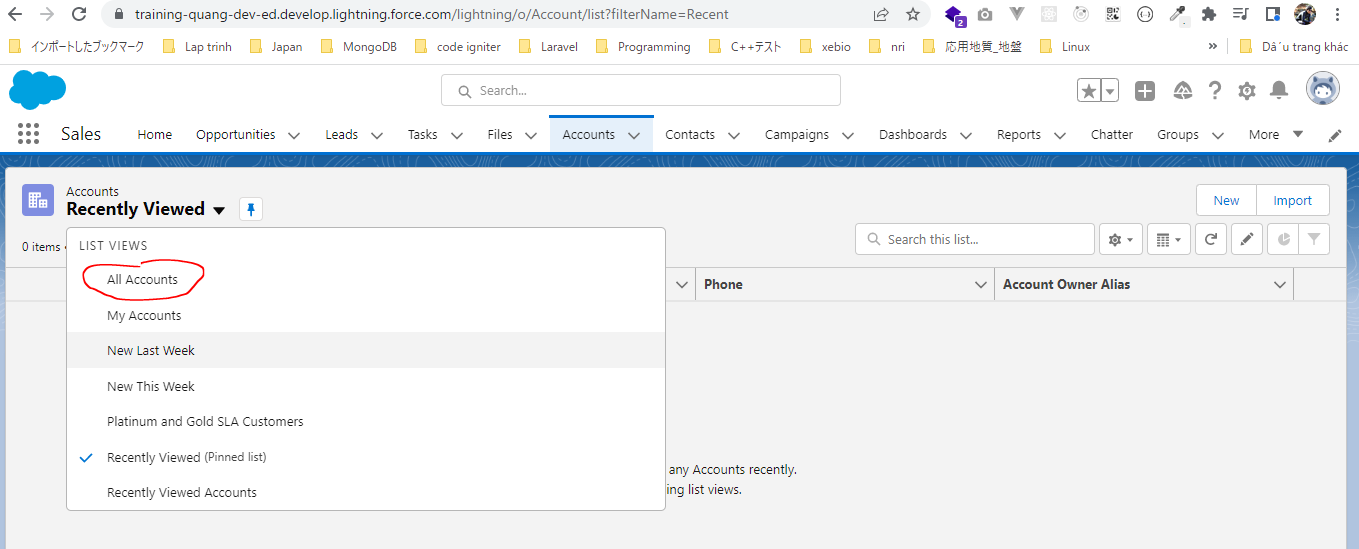 training-quang-dev-ed.develop.lightning.force.com/lightning/o/Account/list?filterName=Recent
2
インポートしたブックマーク Lap trinh Japan MongoDB code igniter Laravel Programming C++テスト xebio nri 応用地質_地盤 Linux » Dấu trang khác
Search...
Sales Home Opportunities Leads Tasks Files Accounts Contacts Campaigns Dashboards Reports Chatter Groups More
Accounts
Recently Viewed
New Import
0 items •
Search this list...
LIST VIEWS
All Accounts
Phone Account Owner Alias
My Accounts
New Last Week
New This Week
Platinum and Gold SLA Customers
Recently Viewed (Pinned list)
any Accounts recently.
ing list views.
Recently Viewed Accounts